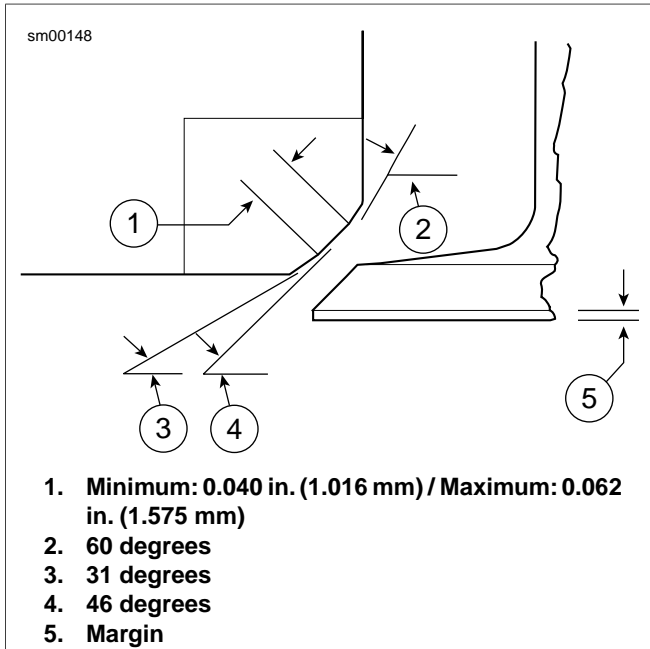 sm00148
1
2
3
4
5
1. Minimum: 0.040 in. (1.016 mm) / Maximum: 0.062
in. (1.575 mm)
2. 60 degrees
3. 31 degrees
4. 46 degrees
5. Margin